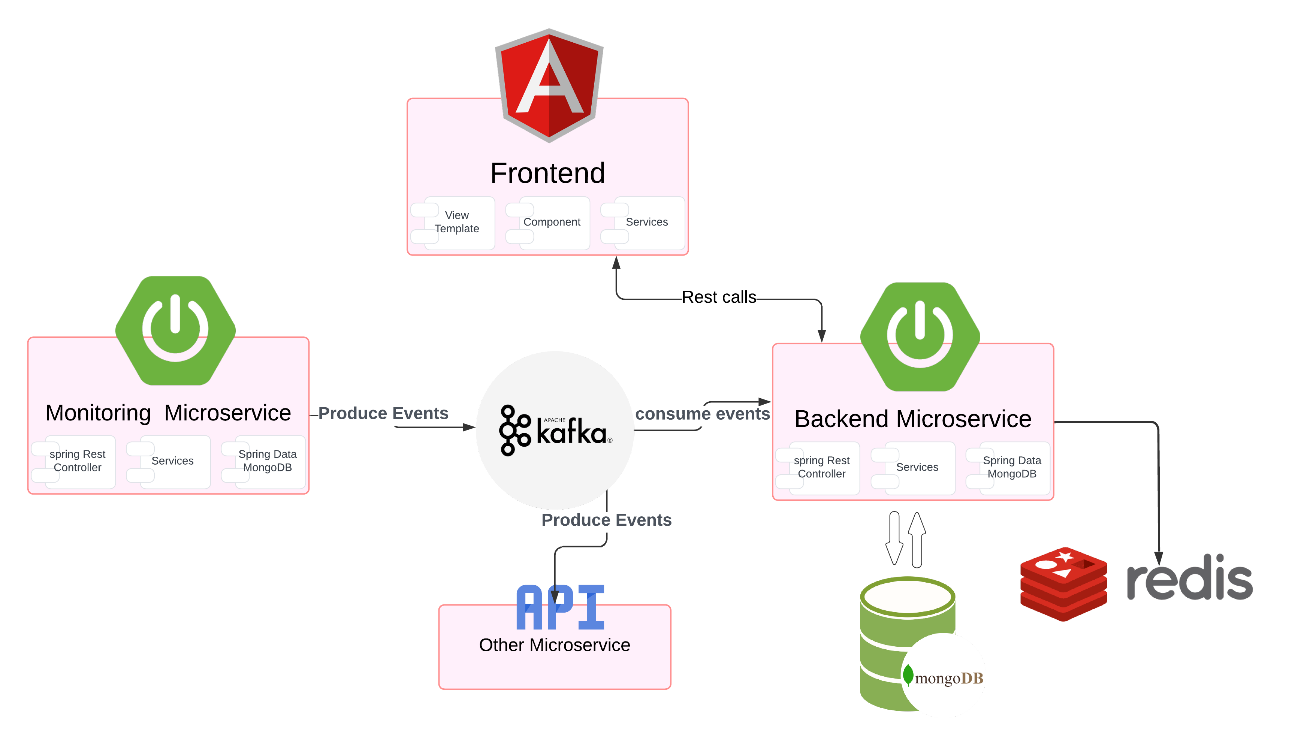 Frontend
View
Template
Component
Services
Rest calls
Monitoring  Microservice
spring Rest
Controller
Services
Spring Data
MongoDB
Produce Events
APACHE
kafka®
consume events
Backend Microservice
spring Rest
Controller
Services
Spring Data
MongoDB
Produce Events
API
Other Microservice
redis
mongoDB